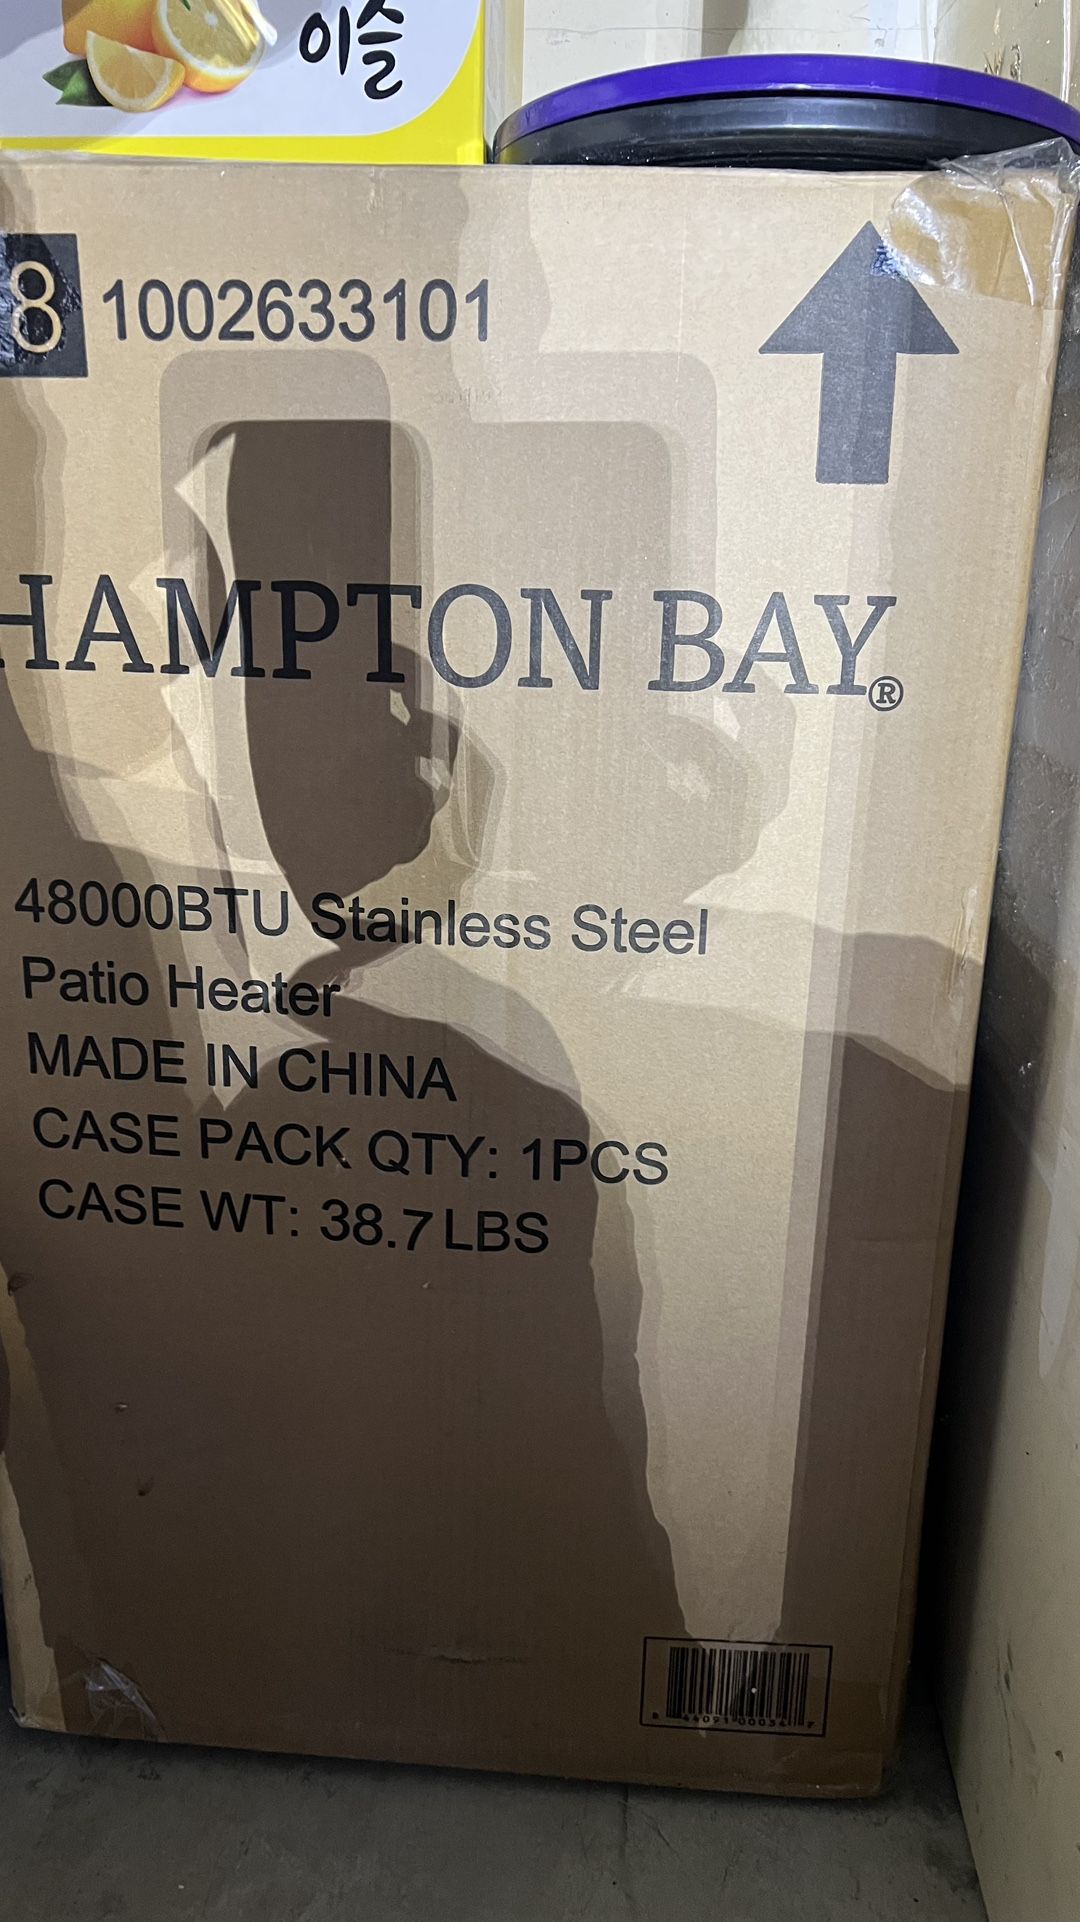 이슬
8 1002633101
HAMPTON BAY®
48000BTU Stainless Steel
Patio Heater
MADE IN CHINA
CASE PACK QTY: 1PCS
CASE WT: 38.7LBS